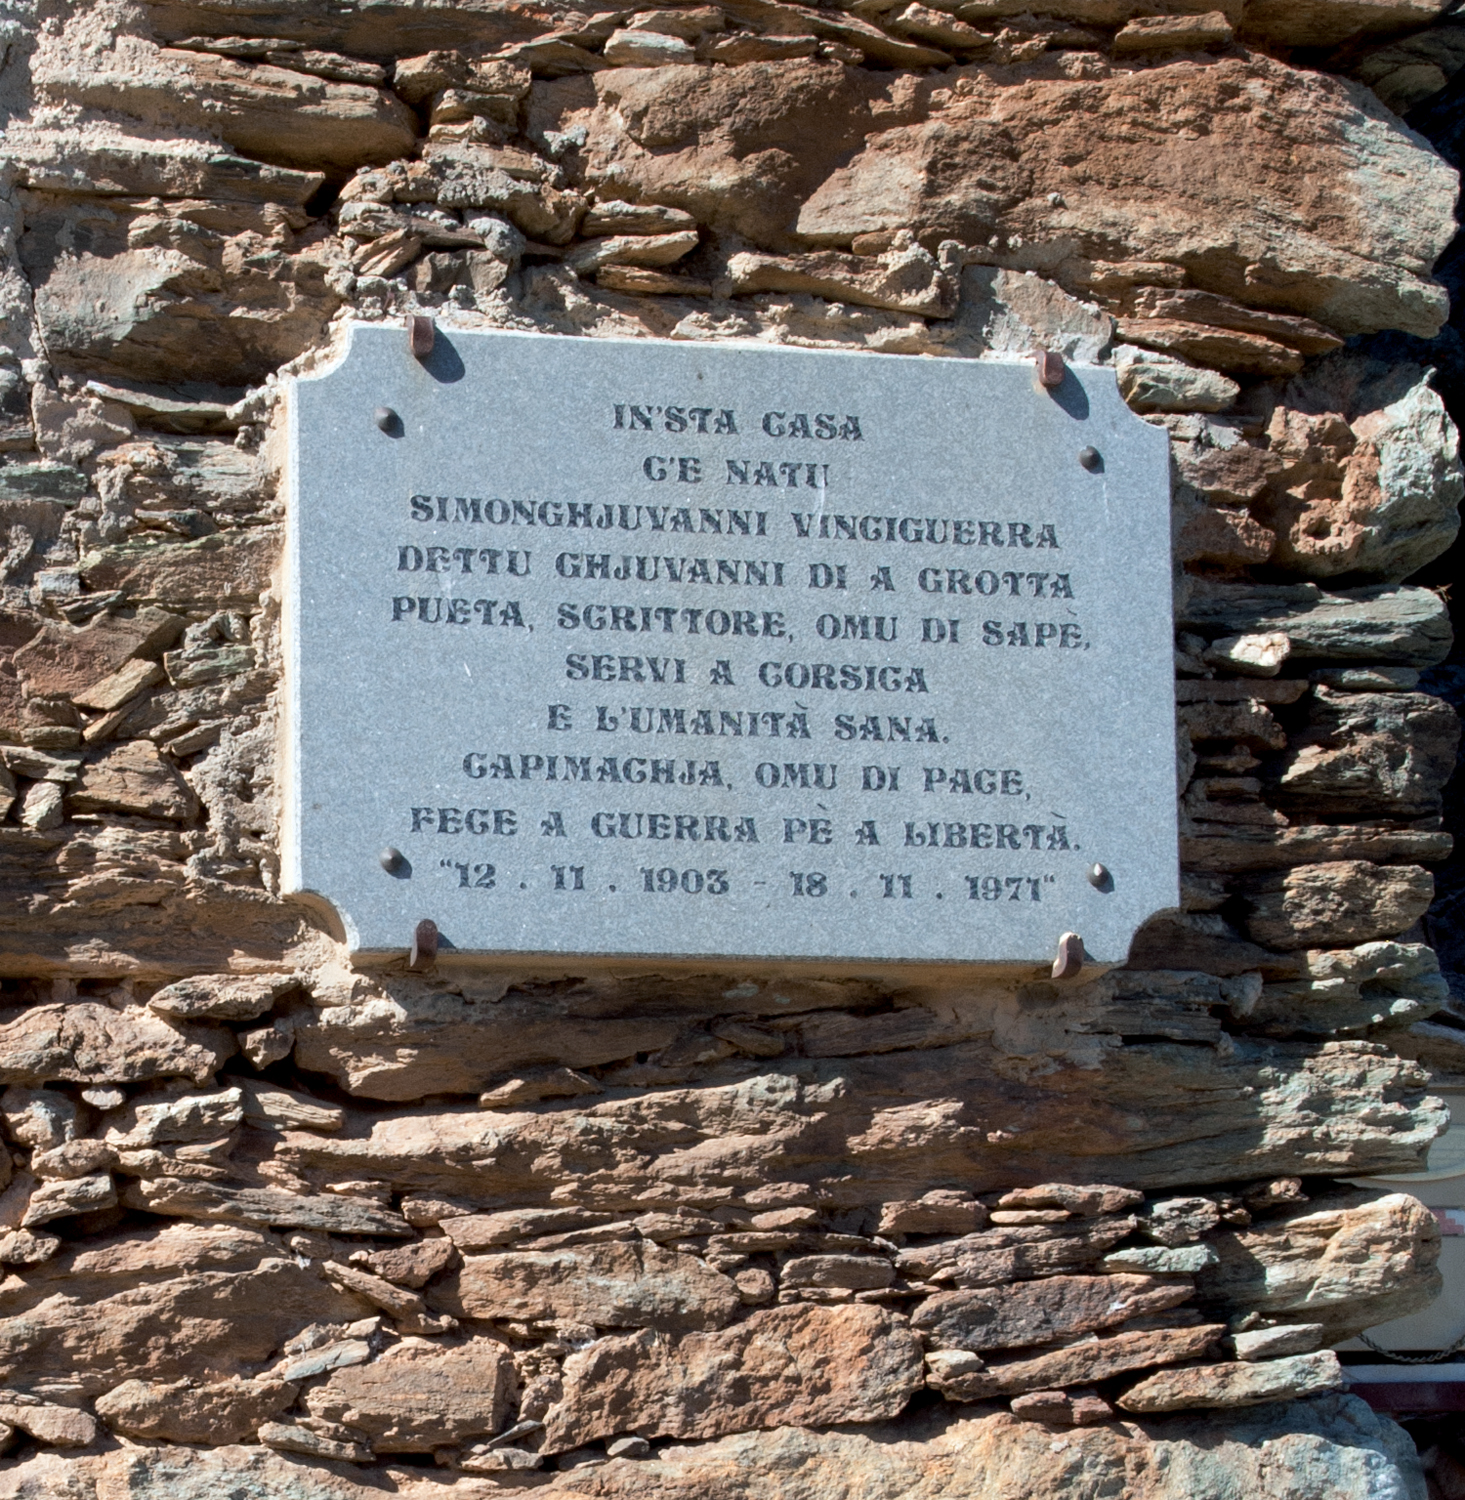 IN'STA CASA
C'E NATU
SIMONGHJUVANNI VINCIGUERRA
DETTU GHJUVANNI DI A GROTTA
PUETA, SCRITTORE, OMU DI SAPÈ,
SERVI A CORSICA
E L'UMANITÀ SANA.
CAPIMACHJA, OMU DI PACE,
FECE A GUERRA PÈ A LIBERTÀ.
"12 . 11 . 1903 - 18 . 11 . 1971"